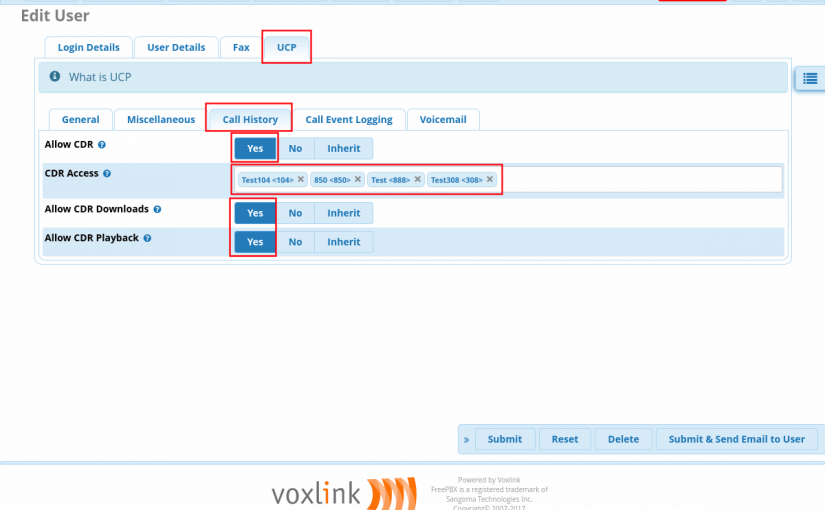 Edit User
Login Details User Details Fax UCP
What is UCP
General Miscellaneous Call History Call Event Logging Voicemail
Allow CDR Yes No Inherit
CDR Access Test104 <104> × 850 <850> × Test <888> × Test308 <308> ×
Allow CDR Downloads Yes No Inherit
Allow CDR Playback Yes No Inherit
» Submit Reset Delete Submit & Send Email to User
voxlink
Powered by Voxlink
FreePBX is a registered trademark of
Sangoma Technologies Inc.
Copyright© 2007-2017